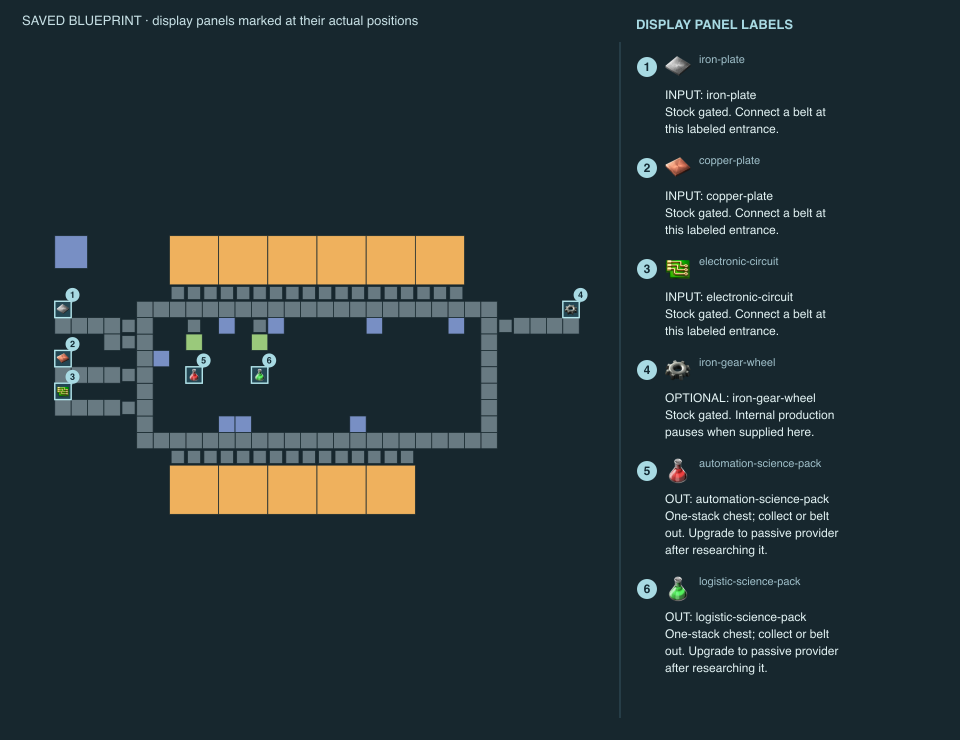 SAVED BLUEPRINT · display panels marked at their actual positions
DISPLAY PANEL LABELS
1
iron-plate
INPUT: iron-plate
Stock gated. Connect a belt at
this labeled entrance.
2
copper-plate
INPUT: copper-plate
Stock gated. Connect a belt at
this labeled entrance.
3
electronic-circuit
INPUT: electronic-circuit
Stock gated. Connect a belt at
this labeled entrance.
4
iron-gear-wheel
OPTIONAL: iron-gear-wheel
Stock gated. Internal production
pauses when supplied here.
5
automation-science-pack
OUT: automation-science-pack
One-stack chest; collect or belt
out. Upgrade to passive provider
after researching it.
6
logistic-science-pack
OUT: logistic-science-pack
One-stack chest; collect or belt
out. Upgrade to passive provider
after researching it.
1
4
2
5
6
3